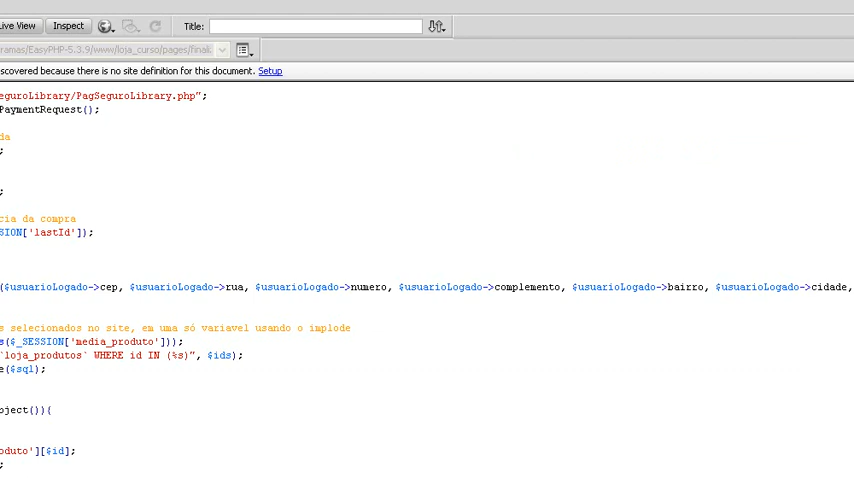 Live View Inspect Title:
ramas/EasyPHP-5.3.9/www/loja_curso/pages/finali
scovered because there is no site definition for this document. Setup
eguroLibrary/PagSeguroLibrary.php";
PaymentRequest();
da
;
;
cia da compra
SION['lastId']);
($usuarioLogado->cep, $usuarioLogado->rua, $usuarioLogado->numero, $usuarioLogado->complemento, $usuarioLogado->bairro, $usuarioLogado->cidade,
s selecionados no site, em uma só variavel usando o implode
s($_SESSION['media_produto']));
`loja_produtos` WHERE id IN (%s)", $ids);
e($sql);
bject()){
oduto'][$id];
;